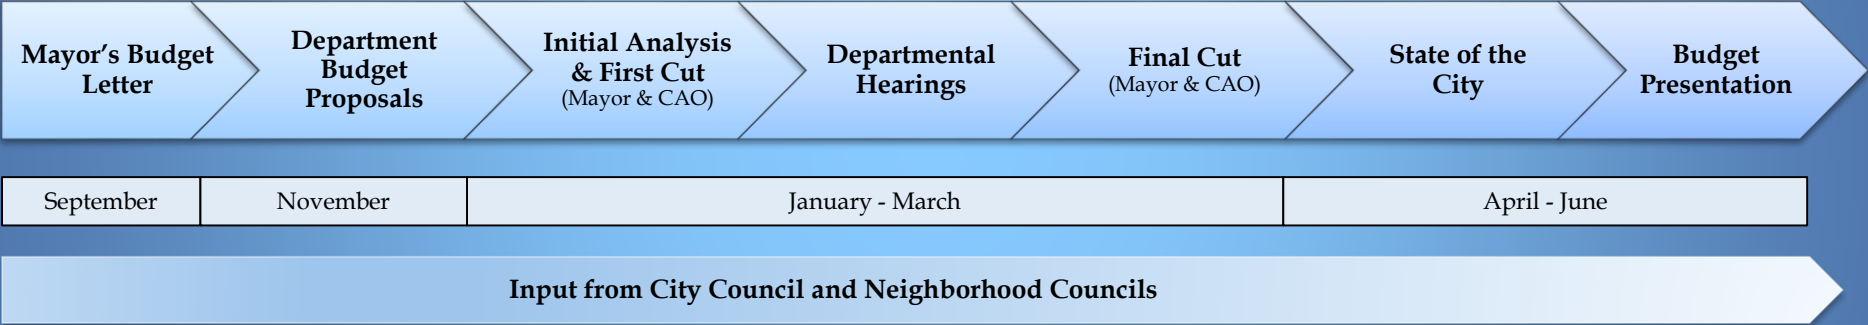 Mayor’s Budget
Letter
Department
Budget
Proposals
Initial Analysis
& First Cut
(Mayor & CAO)
Departmental
Hearings
Final Cut
(Mayor & CAO)
State of the
City
Budget
Presentation
September
November
January - March
April - June
Input from City Council and Neighborhood Councils